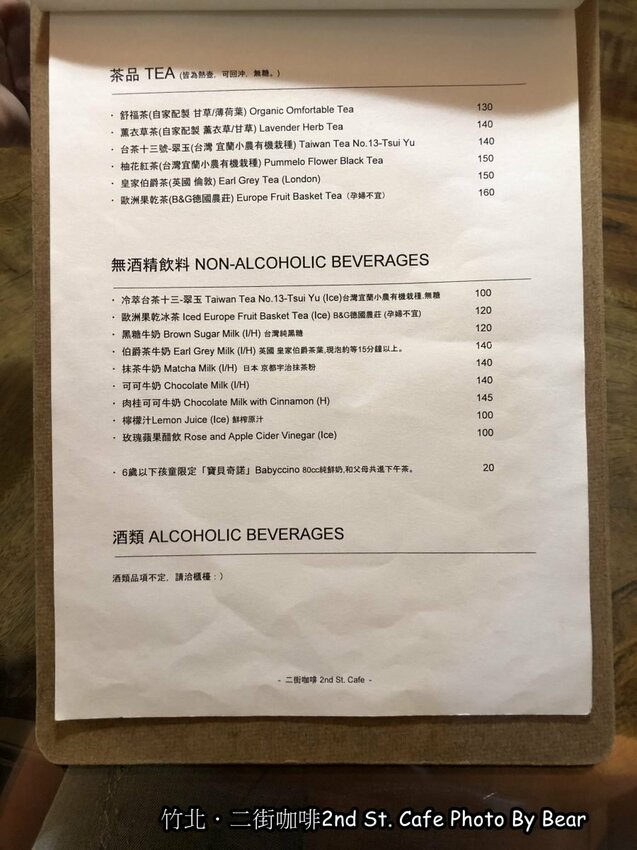 茶品 TEA (皆為熱壺，可回沖，無糖。)
· 舒福茶(自家配製 甘草/薄荷葉) Organic Omfortable Tea 130
· 薰衣草茶(自家配製 薰衣草/甘草) Lavender Herb Tea 140
· 台茶十三號-翠玉(台灣 宜蘭小農有機栽種) Taiwan Tea No.13-Tsui Yu 140
· 柚花紅茶(台灣宜蘭小農有機栽種) Pummelo Flower Black Tea 150
· 皇家伯爵茶(英國 倫敦) Earl Grey Tea (London) 150
· 歐洲果乾茶(B&G德國農莊) Europe Fruit Basket Tea（孕婦不宜） 160
無酒精飲料 NON-ALCOHOLIC BEVERAGES
· 冷萃台茶十三-翠玉 Taiwan Tea No.13-Tsui Yu (Ice)台灣宜蘭小農有機栽種.無糖 100
· 歐洲果乾冰茶 Iced Europe Fruit Basket Tea (Ice) B&G德國農莊 (孕婦不宜) 120
· 黑糖牛奶 Brown Sugar Milk (I/H) 台灣純黑糖 120
· 伯爵茶牛奶 Earl Grey Milk (I/H) 英國 皇家伯爵茶葉,現泡約等15分鐘以上。 140
· 抹茶牛奶 Matcha Milk (I/H) 日本 京都宇治抹茶粉 140
· 可可牛奶 Chocolate Milk (I/H) 140
· 肉桂可可牛奶 Chocolate Milk with Cinnamon (H) 145
· 檸檬汁Lemon Juice (Ice) 鮮榨原汁 100
· 玫瑰蘋果醋飲 Rose and Apple Cider Vinegar (Ice) 100
· 6歲以下孩童限定「寶貝奇諾」Babyccino 80cc純鮮奶,和父母共進下午茶。 20
酒類 ALCOHOLIC BEVERAGES
酒類品項不定，請洽櫃檯：）
- 二街咖啡 2nd St. Cafe -
竹北・二街咖啡2nd St. Cafe Photo By Bear